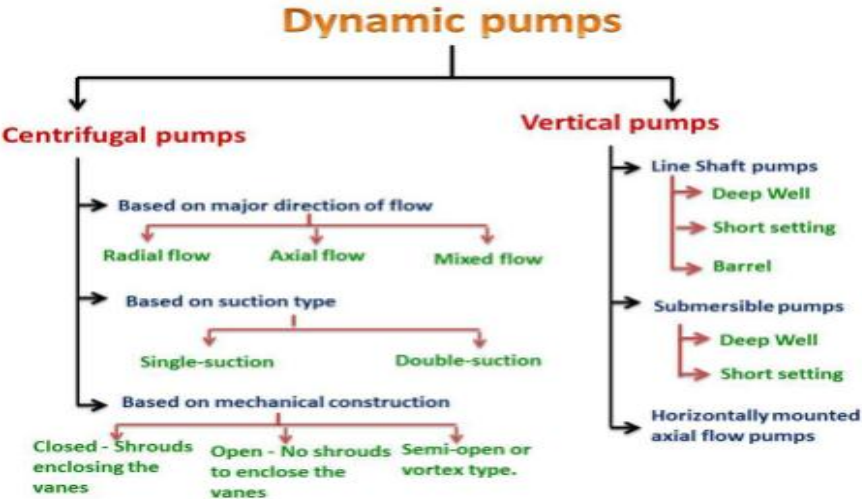 Dynamic pumps
Centrifugal pumps
Based on major direction of flow
Radial flow
Axial flow
Mixed flow
Based on suction type
Single-suction
Double-suction
Based on mechanical construction
Closed - Shrouds
enclosing the
vanes
Open - No shrouds
to enclose the
vanes
Semi-open or
vortex type.
Vertical pumps
Line Shaft pumps
Deep Well
Short setting
Barrel
Submersible pumps
Deep Well
Short setting
Horizontally mounted
axial flow pumps